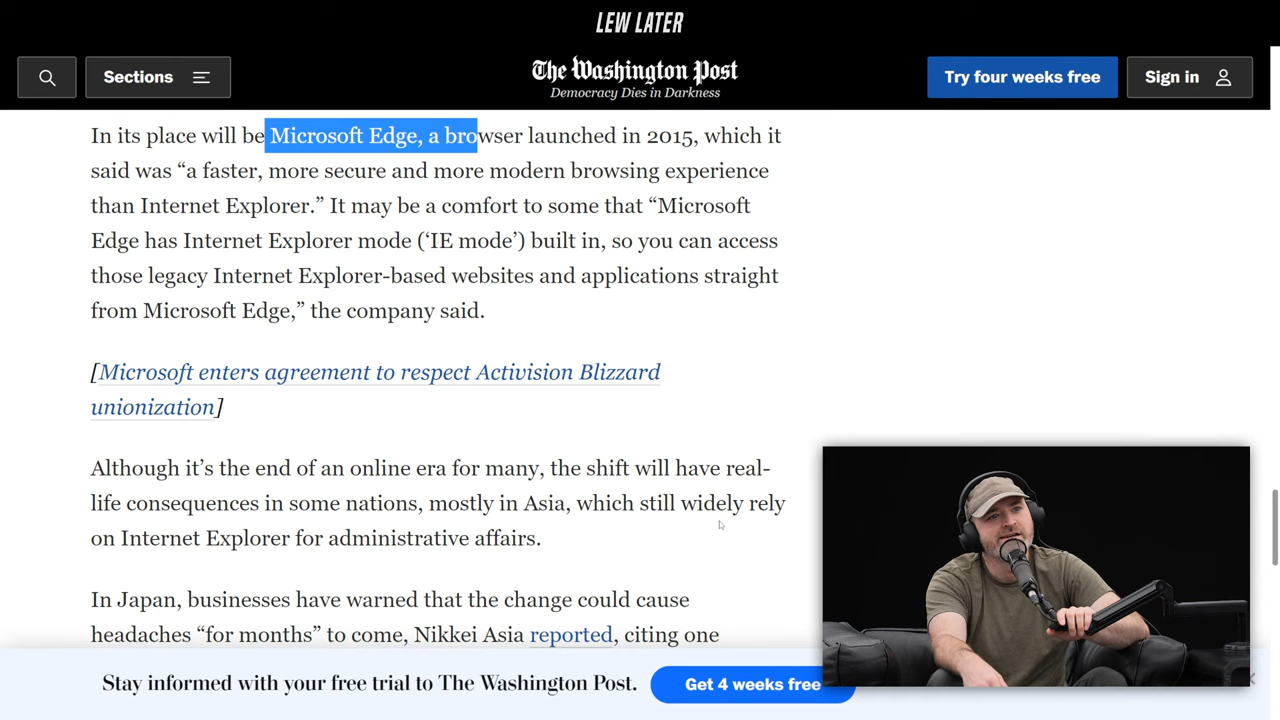 LEW LATER
Sections
The Washington Post
Democracy Dies in Darkness
Try four weeks free
Sign in
In its place will be Microsoft Edge, a browser launched in 2015, which it
said was “a faster, more secure and more modern browsing experience
than Internet Explorer.” It may be a comfort to some that “Microsoft
Edge has Internet Explorer mode (‘IE mode’) built in, so you can access
those legacy Internet Explorer-based websites and applications straight
from Microsoft Edge,” the company said.
[Microsoft enters agreement to respect Activision Blizzard
unionization]
Although it’s the end of an online era for many, the shift will have real-
life consequences in some nations, mostly in Asia, which still widely rely
on Internet Explorer for administrative affairs.
In Japan, businesses have warned that the change could cause
headaches “for months” to come, Nikkei Asia reported, citing one
Stay informed with your free trial to The Washington Post.
Get 4 weeks free